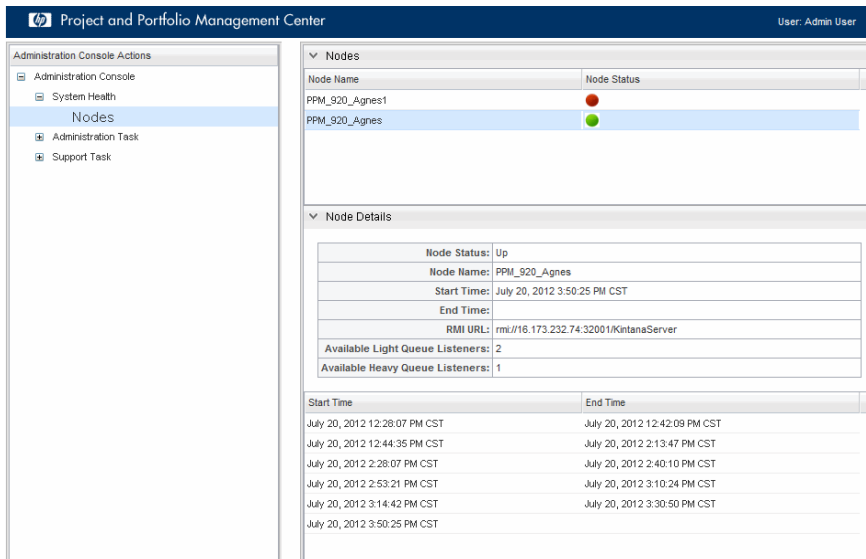 hp Project and Portfolio Management Center User: Admin User
Administration Console Actions
Administration Console
System Health
Nodes
Administration Task
Support Task
Nodes
Node Name Node Status
PPM_920_Agnes1
PPM_920_Agnes
Node Details
Node Status: Up
Node Name: PPM_920_Agnes
Start Time: July 20, 2012 3:50:25 PM CST
End Time:
RMI URL: rmi://16.173.232.74:32001/KintanaServer
Available Light Queue Listeners: 2
Available Heavy Queue Listeners: 1
Start Time End Time
July 20, 2012 12:28:07 PM CST July 20, 2012 12:42:09 PM CST
July 20, 2012 12:44:35 PM CST July 20, 2012 2:13:47 PM CST
July 20, 2012 2:28:07 PM CST July 20, 2012 2:40:10 PM CST
July 20, 2012 2:53:21 PM CST July 20, 2012 3:10:24 PM CST
July 20, 2012 3:14:42 PM CST July 20, 2012 3:30:50 PM CST
July 20, 2012 3:50:25 PM CST